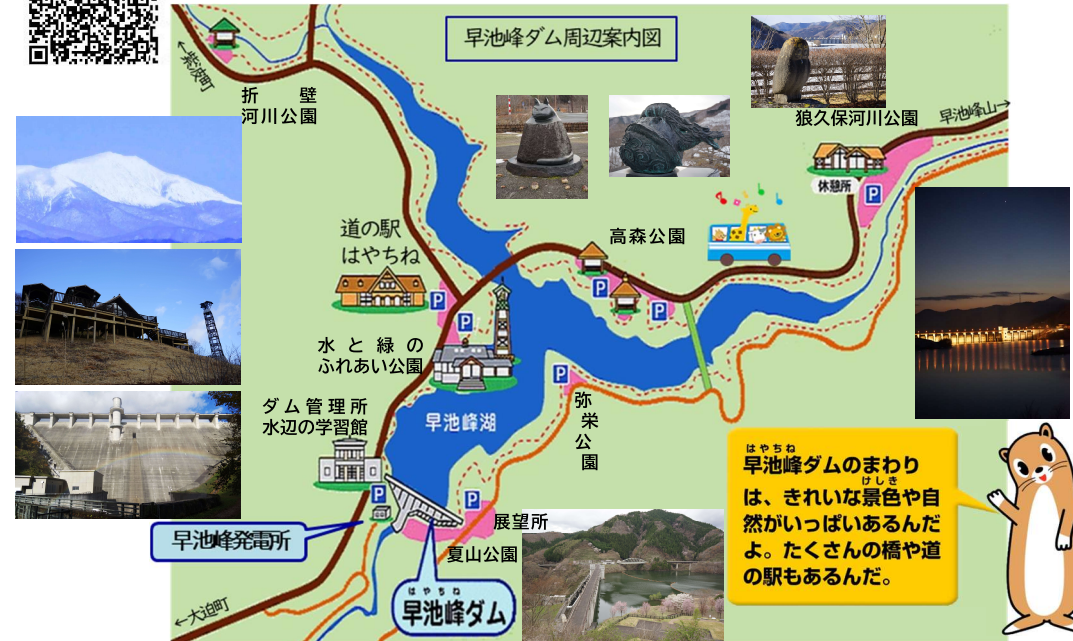 早池峰ダム周辺案内図
←紫波町
折壁
河川公園
狼久保河川公園
早池峰山→
休憩所
P
道の駅
はやちね
高森公園
P
P
P
P
水と緑の
ふれあい公園
P
弥栄公園
ダム管理所
水辺の学習館
早池峰湖
P
P
展望所
早池峰発電所
夏山公園
はやちね
早池峰ダム
←大迫町
はやちね
早池峰ダムのまわり
けしき
は、きれいな景色や自
然がいっぱいあるんだ
よ。たくさんの橋や道
の駅もあるんだ。